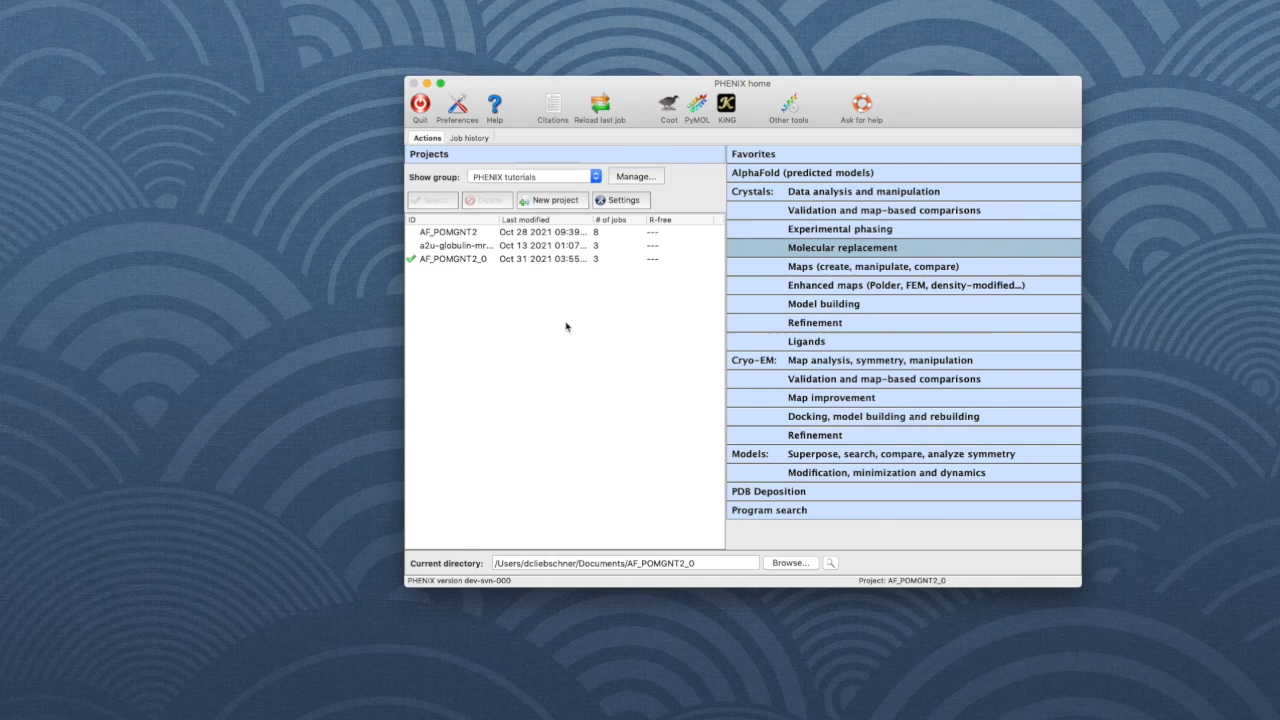 PHENIX home
Quit Preferences Help Citations Reload last job Coot PyMOL KiNG Other tools Ask for help
Actions Job history
Projects
Show group: PHENIX tutorials Manage...
Select Delete New project Settings
ID Last modified # of jobs R-free
AF_POMGNT2 Oct 28 2021 09:39... 8 ---
a2u-globulin-mr... Oct 13 2021 01:07... 3 ---
AF_POMGNT2_0 Oct 31 2021 03:55... 3 ---
Favorites
AlphaFold (predicted models)
Crystals: Data analysis and manipulation
Validation and map-based comparisons
Experimental phasing
Molecular replacement
Maps (create, manipulate, compare)
Enhanced maps (Polder, FEM, density-modified...)
Model building
Refinement
Ligands
Cryo-EM: Map analysis, symmetry, manipulation
Validation and map-based comparisons
Map improvement
Docking, model building and rebuilding
Refinement
Models: Superpose, search, compare, analyze symmetry
Modification, minimization and dynamics
PDB Deposition
Program search
Current directory: /Users/dcliebschner/Documents/AF_POMGNT2_0 Browse...
PHENIX version dev-svn-000 Project: AF_POMGNT2_0